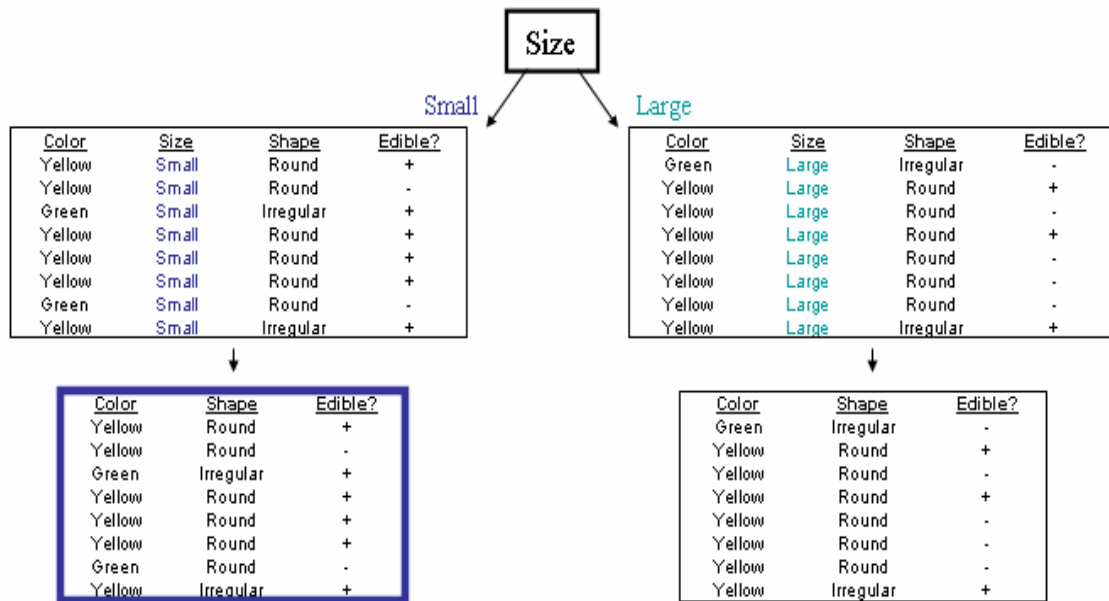 Size
Small
Large
Color Size Shape Edible?
Yellow Small Round +
Yellow Small Round -
Green Small Irregular +
Yellow Small Round +
Yellow Small Round +
Yellow Small Round +
Green Small Round -
Yellow Small Irregular +
Color Size Shape Edible?
Green Large Irregular -
Yellow Large Round +
Yellow Large Round -
Yellow Large Round +
Yellow Large Round -
Yellow Large Round -
Yellow Large Round -
Yellow Large Irregular +
Color Shape Edible?
Yellow Round +
Yellow Round -
Green Irregular +
Yellow Round +
Yellow Round +
Yellow Round +
Green Round -
Yellow Irregular +
Color Shape Edible?
Green Irregular -
Yellow Round +
Yellow Round -
Yellow Round +
Yellow Round -
Yellow Round -
Yellow Round -
Yellow Irregular +